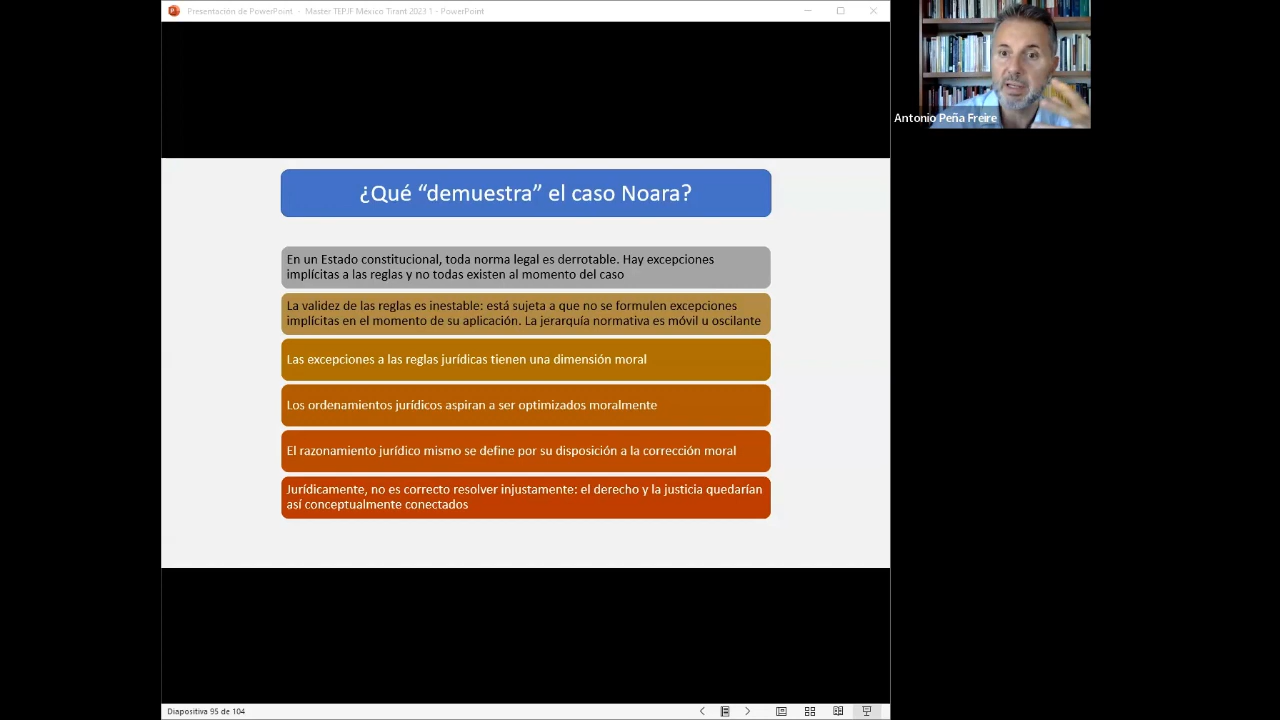 Presentación de PowerPoint - Master TEPJF México Tirant 2023 1 - PowerPoint
Antonio Peña Freire
¿Qué “demuestra” el caso Noara?
En un Estado constitucional, toda norma legal es derrotable. Hay excepciones
implícitas a las reglas y no todas existen al momento del caso
La validez de las reglas es inestable: está sujeta a que no se formulen excepciones
implícitas en el momento de su aplicación. La jerarquía normativa es móvil u oscilante
Las excepciones a las reglas jurídicas tienen una dimensión moral
Los ordenamientos jurídicos aspiran a ser optimizados moralmente
El razonamiento jurídico mismo se define por su disposición a la corrección moral
Jurídicamente, no es correcto resolver injustamente: el derecho y la justicia quedarían
así conceptualmente conectados
Diapositiva 95 de 104